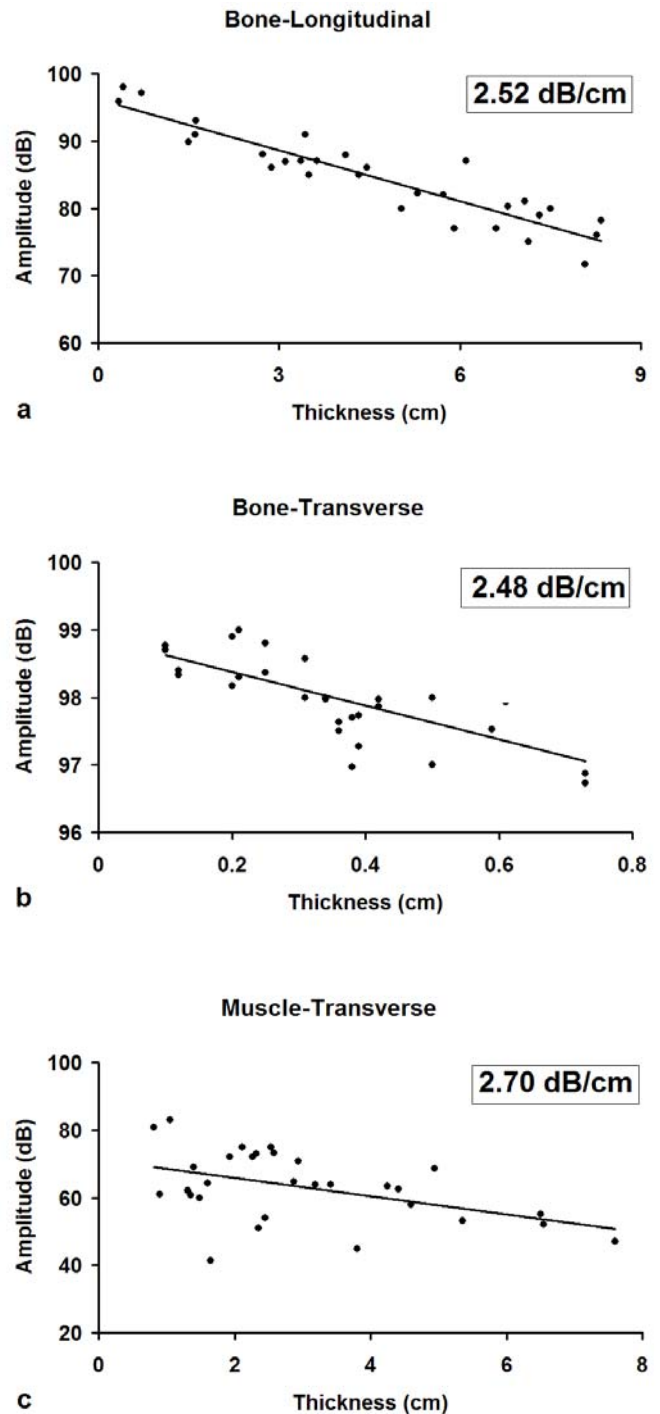 Bone-Longitudinal
2.52 dB/cm
Amplitude (dB)
100
90
80
70
60
0 3 6 9
Thickness (cm)
a
Bone-Transverse
2.48 dB/cm
Amplitude (dB)
100
99
98
97
96
0 0.2 0.4 0.6 0.8
Thickness (cm)
b
Muscle-Transverse
2.70 dB/cm
Amplitude (dB)
100
80
60
40
20
0 2 4 6 8
Thickness (cm)
c